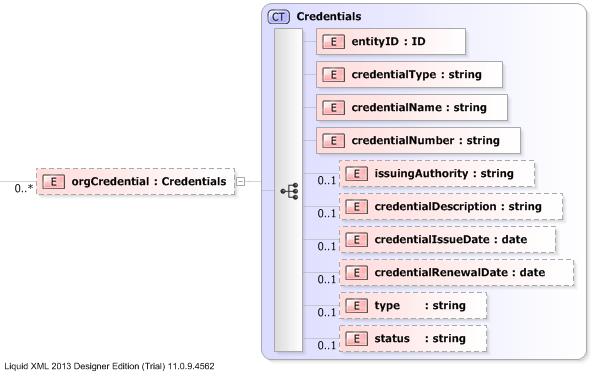 CT Credentials
E entityID : ID
E credentialType : string
E credentialName : string
E credentialNumber : string
0..* E orgCredential : Credentials
0..1 E issuingAuthority : string
0..1 E credentialDescription : string
0..1 E credentialIssueDate : date
0..1 E credentialRenewalDate : date
0..1 E type : string
0..1 E status : string
Liquid XML 2013 Designer Edition (Trial) 11.0.9.4562